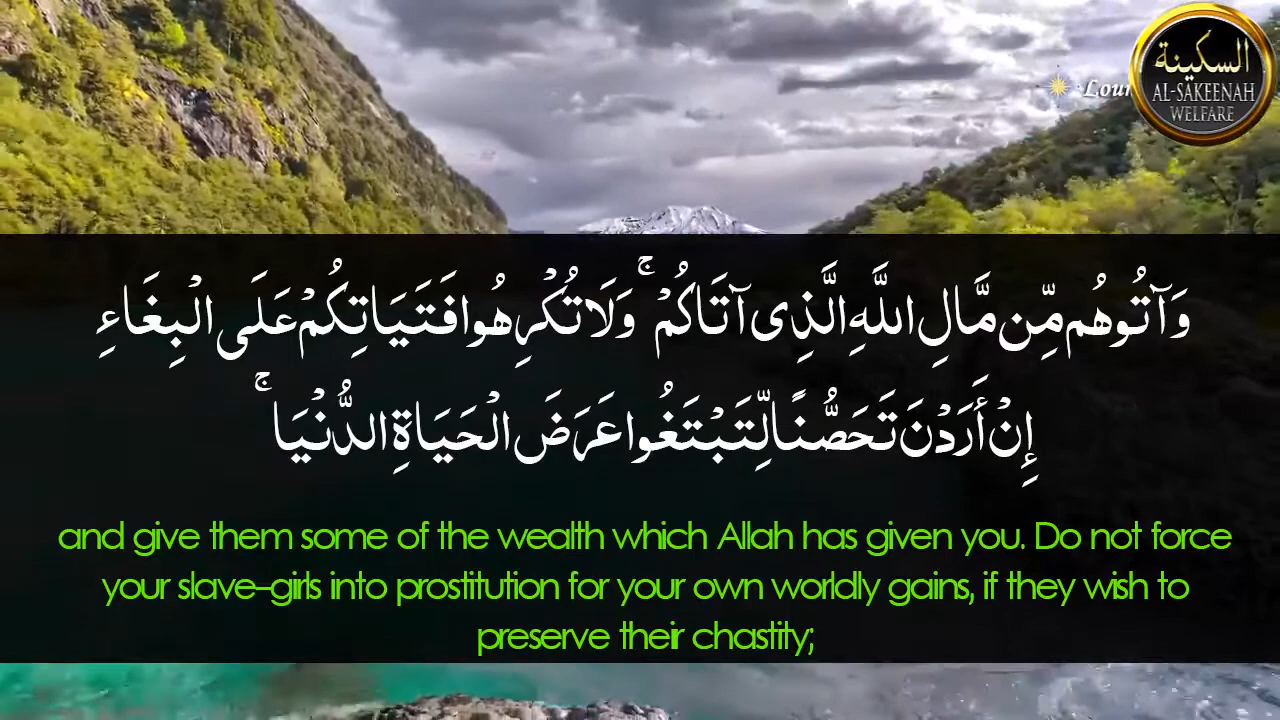 السكينة
AL-SAKEENAH
WELFARE
وَآتُوهُم مِّن مَّالِ اللَّهِ الَّذِى آتَاكُمْ ۚ وَلَا تُكْرِهُوا فَتَيَاتِكُمْ عَلَى الْبِغَاءِ
إِنْ أَرَدْنَ تَحَصُّنًا لِّتَبْتَغُوا عَرَضَ الْحَيَاةِ الدُّنْيَا ۚ
and give them some of the wealth which Allah has given you. Do not force
your slave-girls into prostitution for your own worldly gains, if they wish to
preserve their chastity;